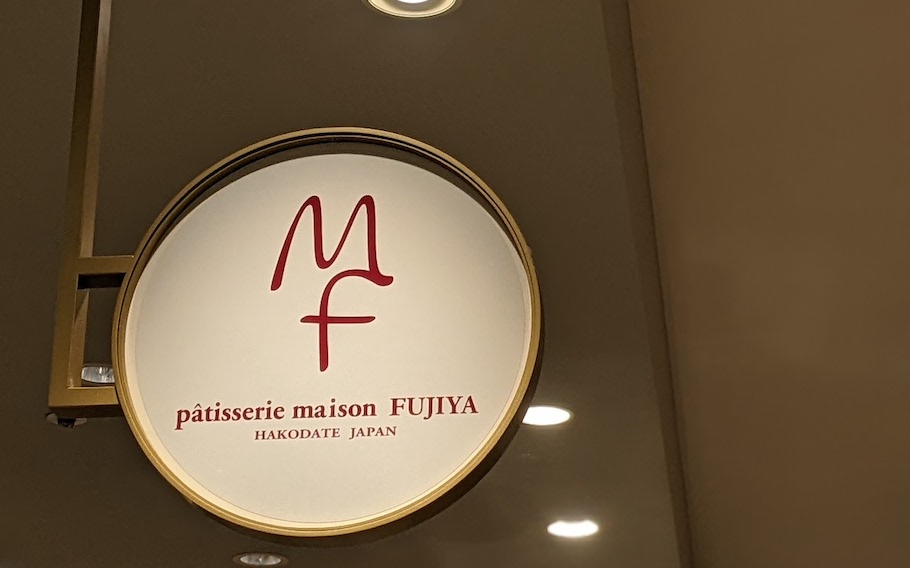 Mf
pâtisserie maison FUJIYA
HAKODATE JAPAN